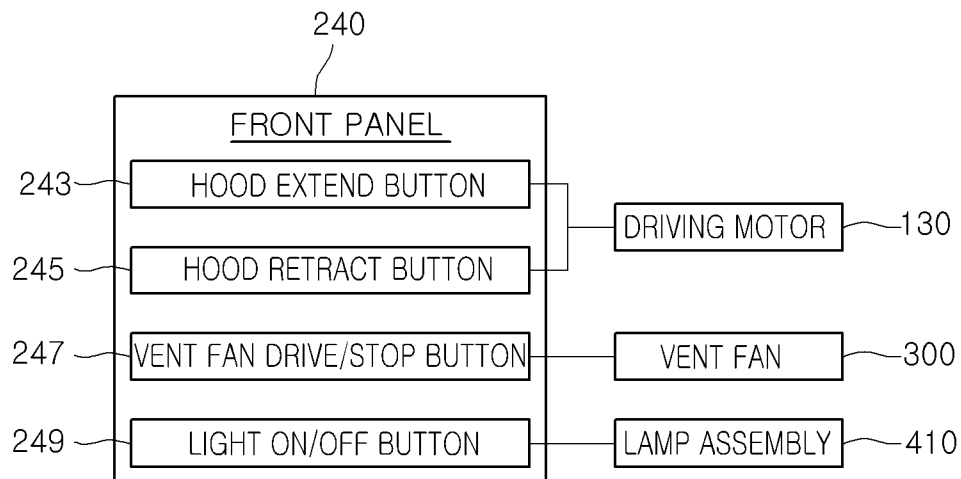 240
FRONT PANEL
243 HOOD EXTEND BUTTON
DRIVING MOTOR 130
245 HOOD RETRACT BUTTON
247 VENT FAN DRIVE/STOP BUTTON VENT FAN 300
249 LIGHT ON/OFF BUTTON LAMP ASSEMBLY 410